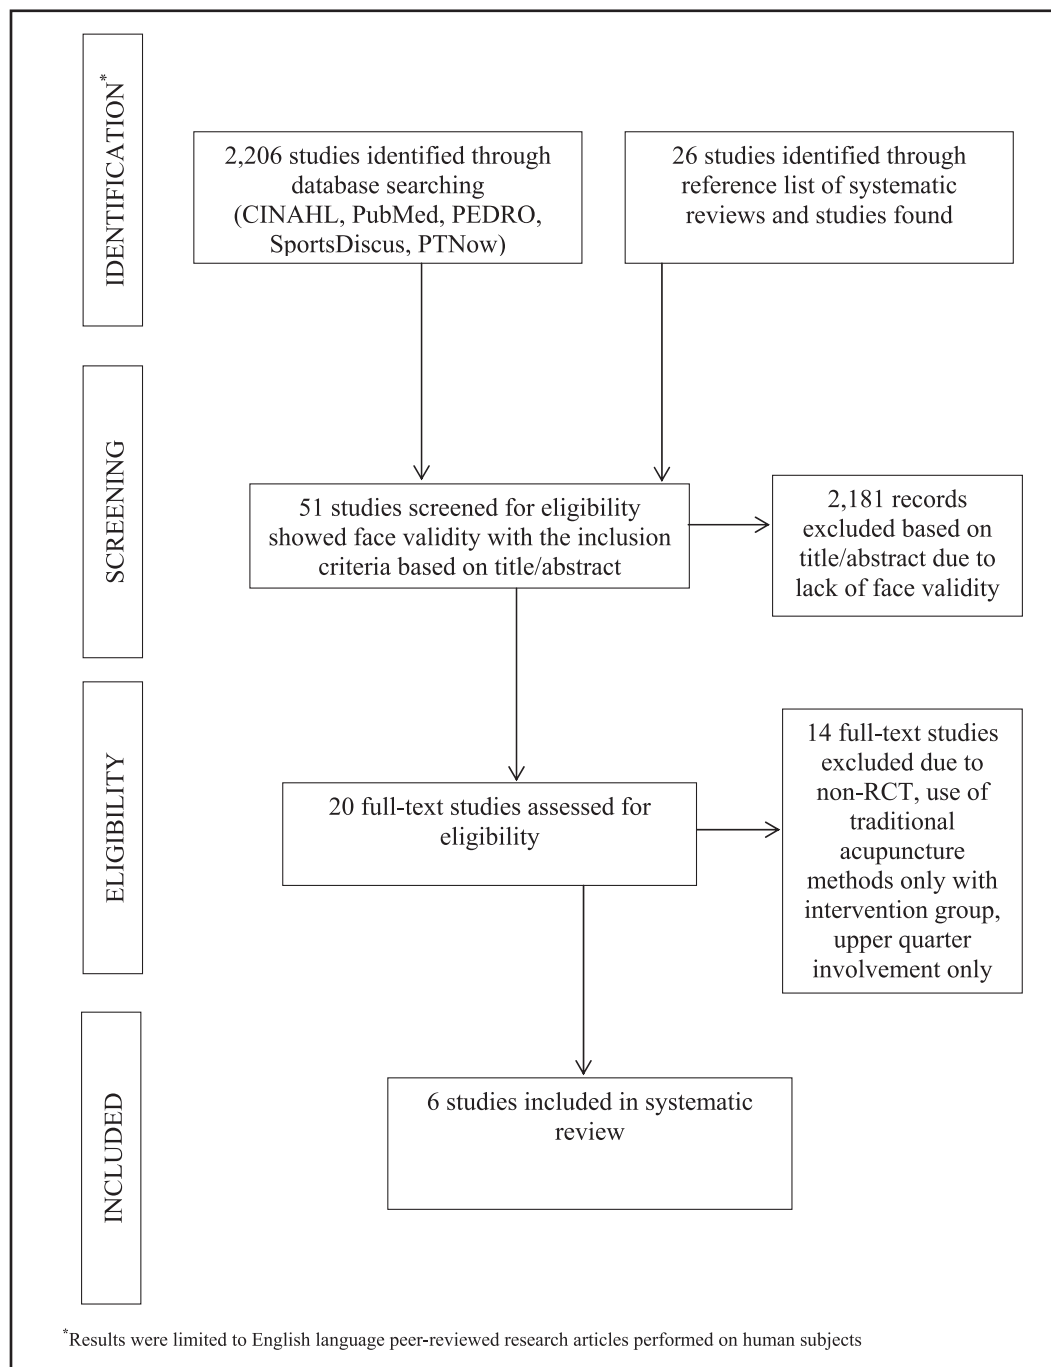 IDENTIFICATION*
2,206 studies identified through
database searching
(CINAHL, PubMed, PEDRO,
SportsDiscus, PTNow)
26 studies identified through
reference list of systematic
reviews and studies found
SCREENING
51 studies screened for eligibility
showed face validity with the inclusion
criteria based on title/abstract
2,181 records
excluded based on
title/abstract due to
lack of face validity
ELIGIBILITY
20 full-text studies assessed for
eligibility
14 full-text studies
excluded due to
non-RCT, use of
traditional
acupuncture
methods only with
intervention group,
upper quarter
involvement only
INCLUDED
6 studies included in systematic
review
*Results were limited to English language peer-reviewed research articles performed on human subjects